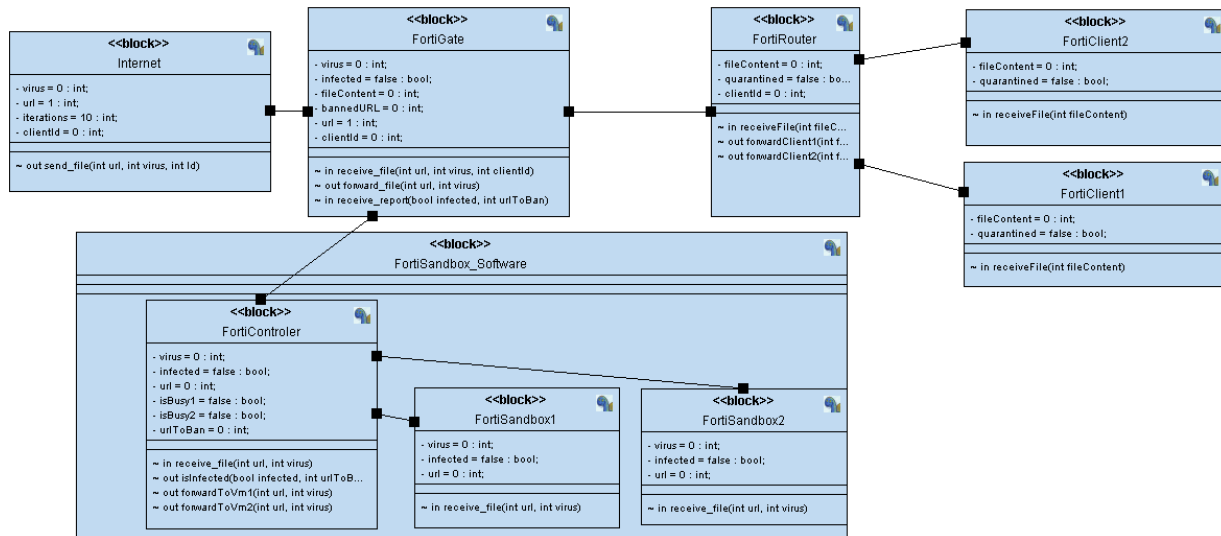 <<block>>
Internet
- virus = 0 : int;
- url = 1 : int;
- iterations = 10 : int;
- clientId = 0 : int;
~ out send_file(int url, int virus, int Id)
<<block>>
FortiGate
- virus = 0 : int;
- infected = false : bool;
- fileContent = 0 : int;
- bannedURL = 0 : int;
- url = 1 : int;
- clientId = 0 : int;
~ in receive_file(int url, int virus, int clientId)
~ out forward_file(int url, int virus)
~ in receive_report(bool infected, int urlToBan)
<<block>>
FortiRouter
- fileContent = 0 : int;
- quarantined = false : bo...
- clientId = 0 : int;
~ in receiveFile(int fileC...
~ out forwardClient1(int f...
~ out forwardClient2(int f...
<<block>>
FortiClient2
- fileContent = 0 : int;
- quarantined = false : bool;
~ in receiveFile(int fileContent)
<<block>>
FortiClient1
- fileContent = 0 : int;
- quarantined = false : bool;
~ in receiveFile(int fileContent)
<<block>>
FortiSandbox_Software
<<block>>
FortiControler
- virus = 0 : int;
- infected = false : bool;
- url = 0 : int;
- isBusy1 = false : bool;
- isBusy2 = false : bool;
- urlToBan = 0 : int;
~ in receive_file(int url, int virus)
~ out isInfected(bool infected, int urlToB...
~ out forwardToVm1(int url, int virus)
~ out forwardToVm2(int url, int virus)
<<block>>
FortiSandbox1
- virus = 0 : int;
- infected = false : bool;
- url = 0 : int;
~ in receive_file(int url, int virus)
<<block>>
FortiSandbox2
- virus = 0 : int;
- infected = false : bool;
- url = 0 : int;
~ in receive_file(int url, int virus)